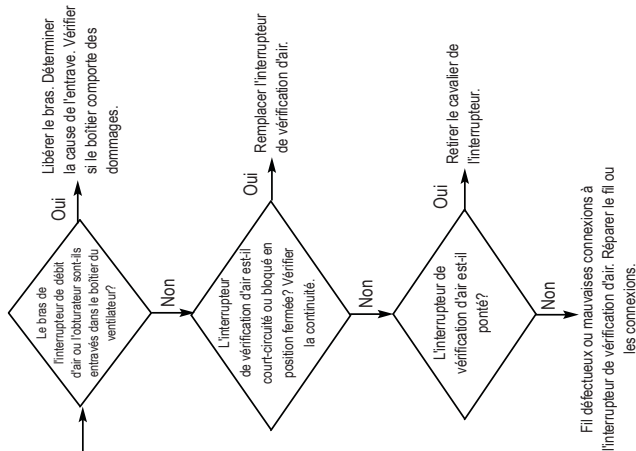 Le bras de
l'interrupteur de débit
d'air ou l'obturateur sont-ils
entravés dans le boîtier du
ventilateur?
Oui
Libérer le bras. Déterminer
la cause de l'entrave. Vérifier
si le boîtier comporte des
dommages.
Non
L'interrupteur
de vérification d'air est-il
court-circuité ou bloqué en
position fermée? Vérifier
la continuité.
Oui
Remplacer l'interrupteur
de vérification d'air.
Non
L'interrupteur de
vérification d'air est-il
ponté?
Oui
Retirer le cavalier de
l'interrupteur.
Non
Fil défectueux ou mauvaises connexions à
l'interrupteur de vérification d'air. Réparer le fil ou
les connexions.